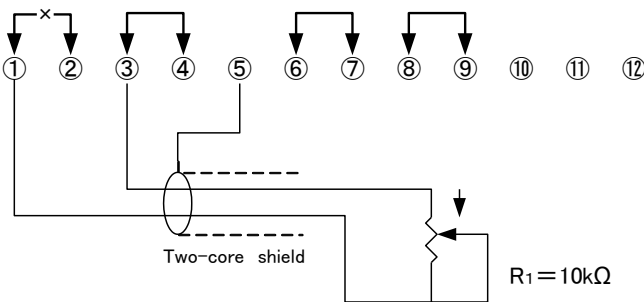 ×
① ② ③ ④ ⑤ ⑥ ⑦ ⑧ ⑨ ⑩ ⑪ ⑫
Two-core shield
R₁＝10kΩ